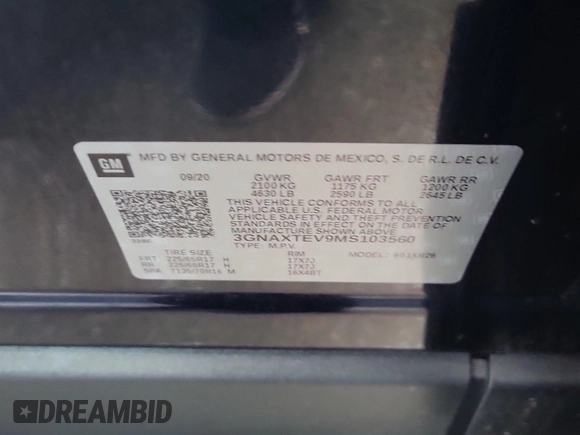 GM
MFD BY GENERAL MOTORS DE MEXICO, S. DE R.L. DE C.V.
09/20 GVWR GAWR FRT GAWR RR
2100 KG 1175 KG 1200 KG
4630 LB 2590 LB 2645 LB
THIS VEHICLE CONFORMS TO ALL APPLICABLE U.S. FEDERAL MOTOR
VEHICLE SAFETY AND THEFT PREVENTION STANDARDS
IN EFFECT ON THE DATE OF
MANUFACTURE SHOWN ABOVE
3GNAXTEV9MS103560
TYPE: M.P.V.
TIRE SIZE RIM
FRT 225/65R17 H 17X7J
RR 225/65R17 H 17X7J
SPA T135/70R16 M 16X4BT
MODEL:
DREAMBID